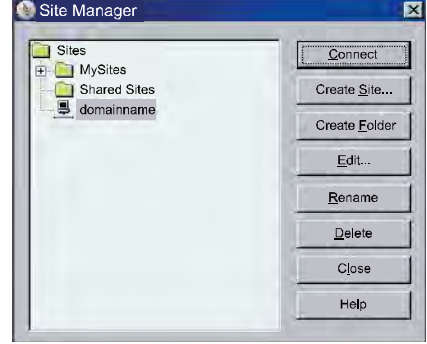 Site Manager
Sites
MySites
Shared Sites
domainname
Connect
Create Site...
Create Folder
Edit...
Rename
Delete
Close
Help